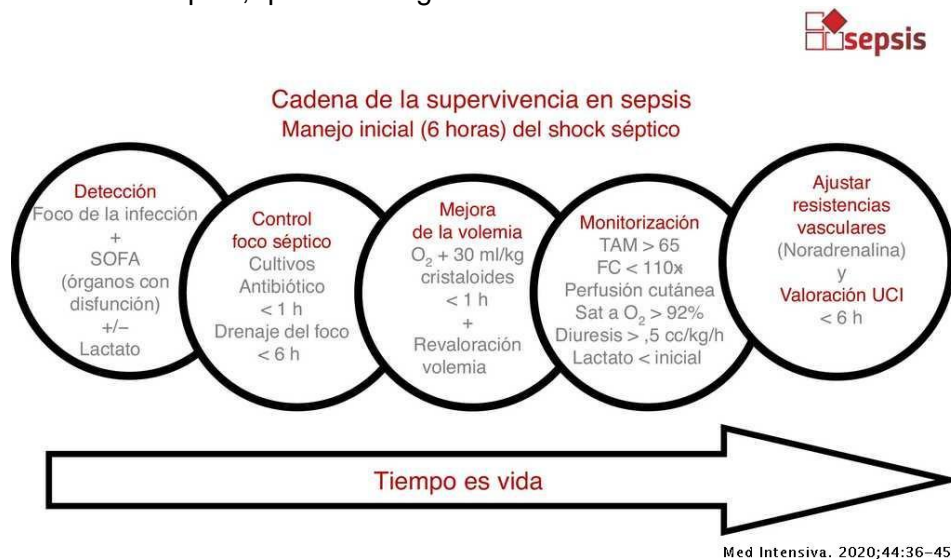 sepsis
Cadena de la supervivencia en sepsis
Manejo inicial (6 horas) del shock séptico
Detección
Foco de la infección
+
SOFA
(órganos con
disfunción)
+/–
Lactato
Control
foco séptico
Cultivos
Antibiótico
< 1 h
Drenaje del foco
< 6 h
Mejora
de la volemia
O₂ + 30 ml/kg
cristaloides
< 1 h
+
Revaloración
volemia
Monitorización
TAM > 65
FC < 110x
Perfusión cutánea
Sat a O₂ > 92%
Diuresis > ,5 cc/kg/h
Lactato < inicial
Ajustar
resistencias
vasculares
(Noradrenalina)
y
Valoración UCI
< 6 h
Tiempo es vida
Med Intensiva. 2020;44:36–45